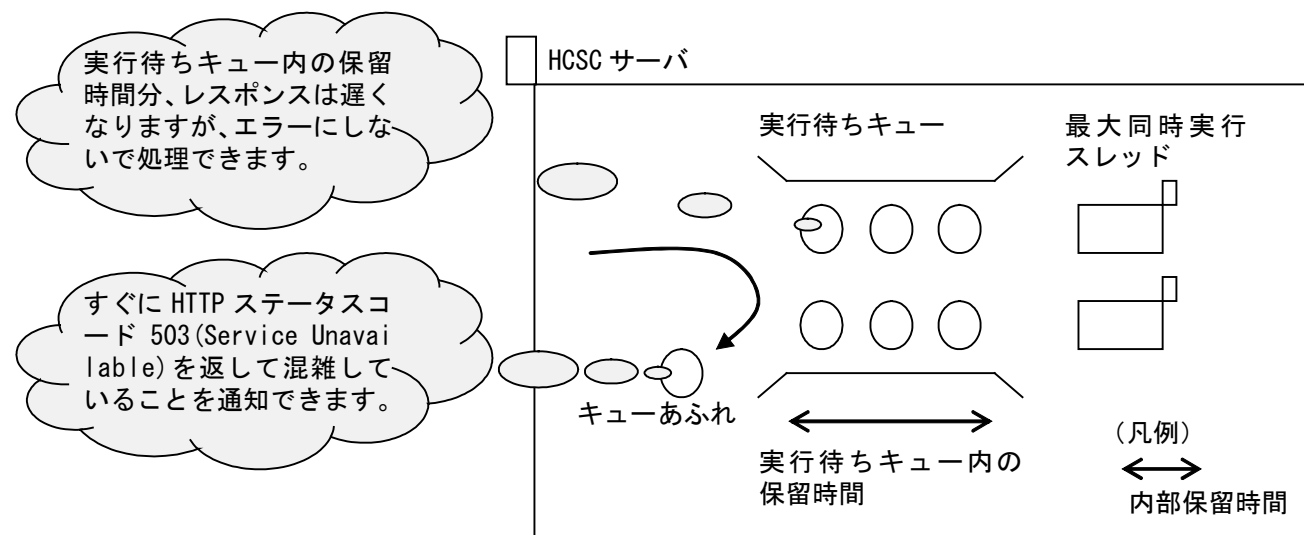 実行待ちキュー内の保留
時間分、レスポンスは遅く
なりますが、エラーにしな
いで処理できます。
すぐに HTTP ステータスコ
ード 503(Service Unavai
lable)を返して混雑して
いることを通知できます。
HCSC サーバ
実行待ちキュー
最大同時実行
スレッド
キューあふれ
実行待ちキュー内の
保留時間
(凡例)
内部保留時間